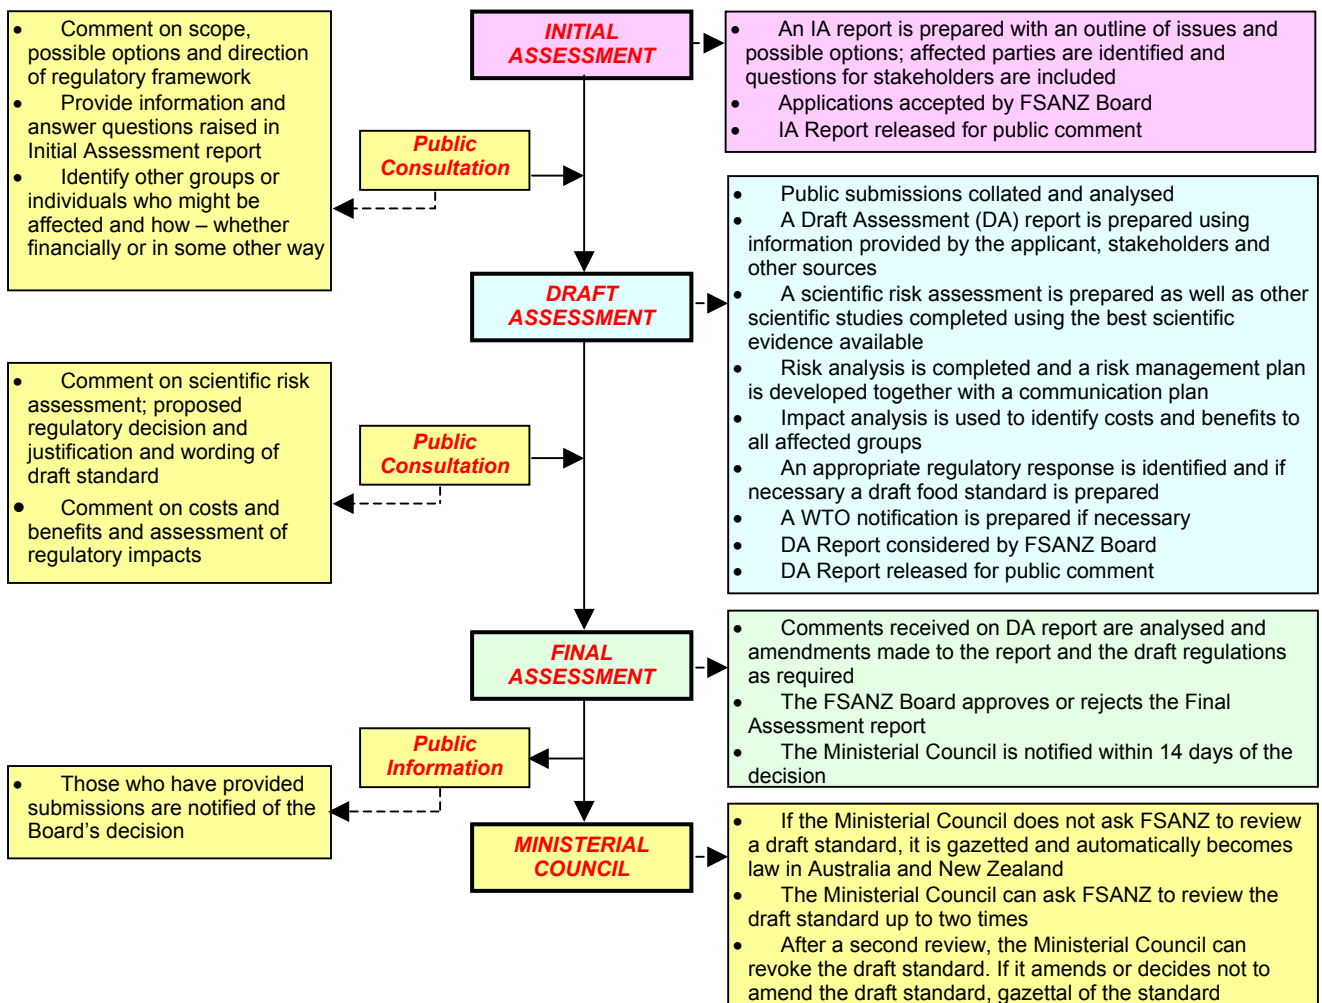 INITIAL
ASSESSMENT
• An IA report is prepared with an outline of issues and
possible options; affected parties are identified and
questions for stakeholders are included
• Applications accepted by FSANZ Board
• IA Report released for public comment
• Comment on scope,
possible options and direction
of regulatory framework
• Provide information and
answer questions raised in
Initial Assessment report
• Identify other groups or
individuals who might be
affected and how – whether
financially or in some other way
Public
Consultation
DRAFT
ASSESSMENT
• Public submissions collated and analysed
• A Draft Assessment (DA) report is prepared using
information provided by the applicant, stakeholders and
other sources
• A scientific risk assessment is prepared as well as other
scientific studies completed using the best scientific
evidence available
• Risk analysis is completed and a risk management plan
is developed together with a communication plan
• Impact analysis is used to identify costs and benefits to
all affected groups
• An appropriate regulatory response is identified and if
necessary a draft food standard is prepared
• A WTO notification is prepared if necessary
• DA Report considered by FSANZ Board
• DA Report released for public comment
• Comment on scientific risk
assessment; proposed
regulatory decision and
justification and wording of
draft standard
• Comment on costs and
benefits and assessment of
regulatory impacts
Public
Consultation
FINAL
ASSESSMENT
• Comments received on DA report are analysed and
amendments made to the report and the draft regulations
as required
• The FSANZ Board approves or rejects the Final
Assessment report
• The Ministerial Council is notified within 14 days of the
decision
Public
Information
• Those who have provided
submissions are notified of the
Board’s decision
MINISTERIAL
COUNCIL
• If the Ministerial Council does not ask FSANZ to review
a draft standard, it is gazetted and automatically becomes
law in Australia and New Zealand
• The Ministerial Council can ask FSANZ to review the
draft standard up to two times
• After a second review, the Ministerial Council can
revoke the draft standard. If it amends or decides not to
amend the draft standard, gazettal of the standard